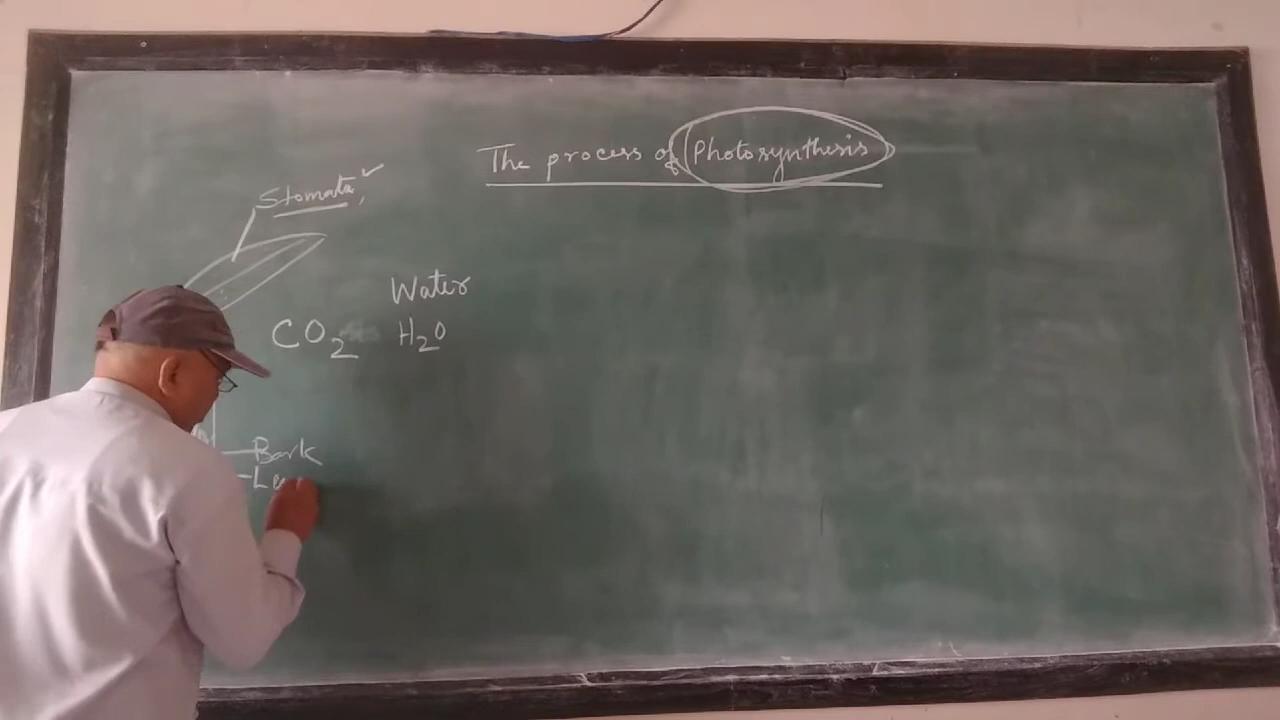 The process of Photosynthesis
Stomata
Water
CO2 H2O
Bark